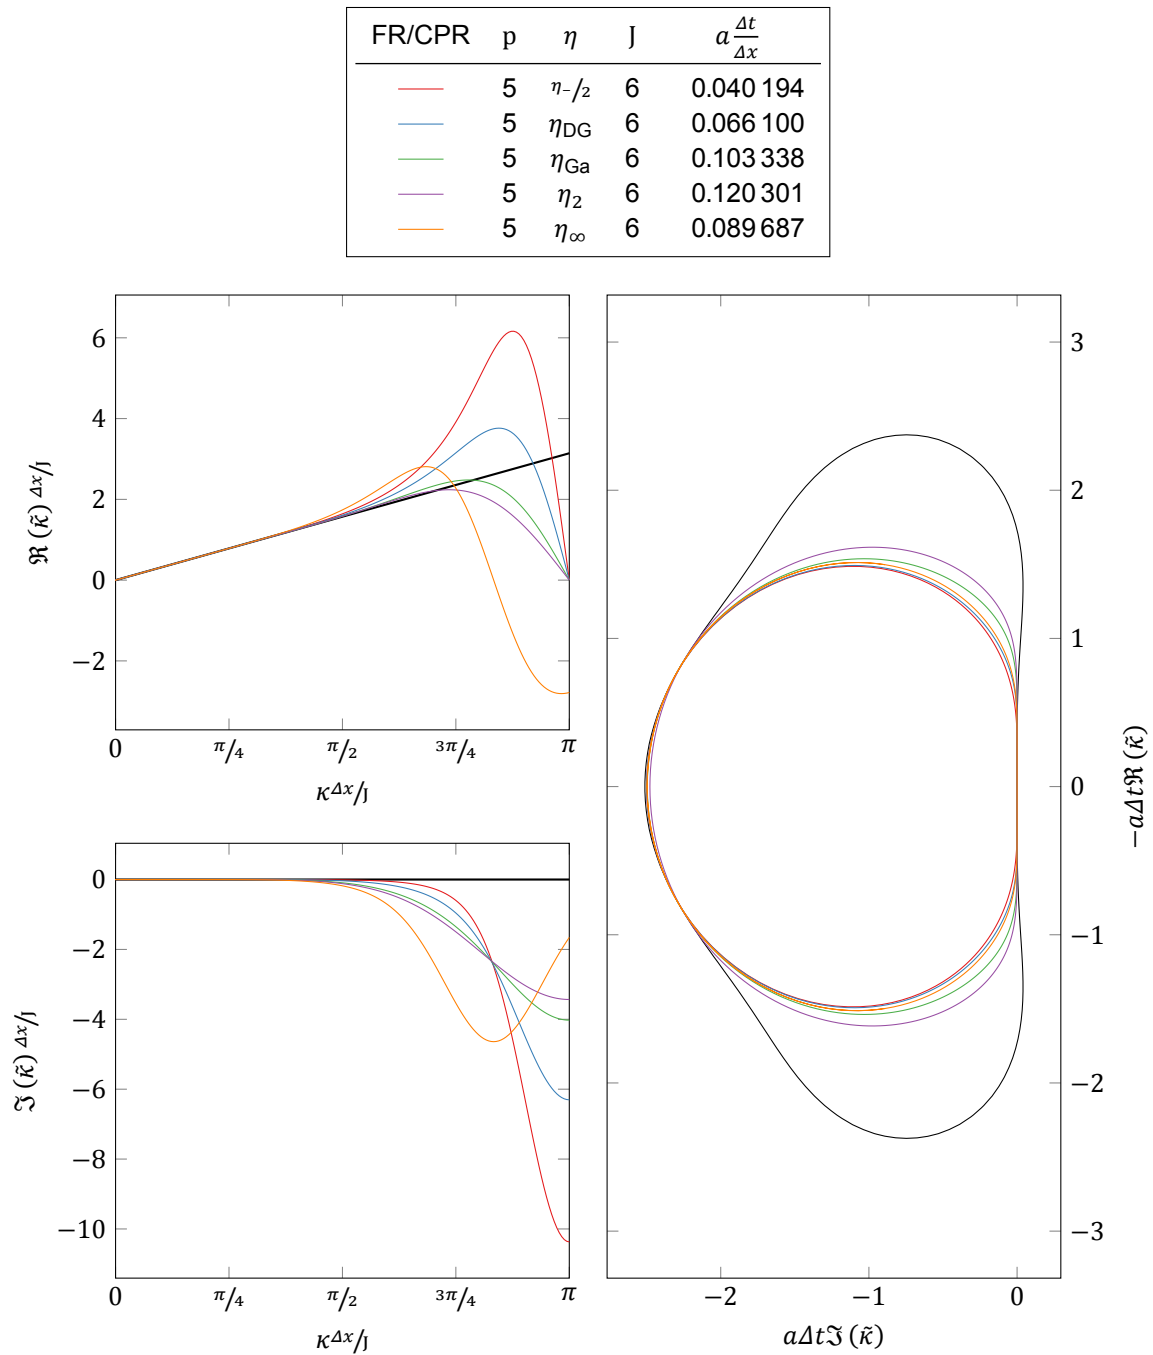 FR/CPR p η J a Δt/Δx
5 η−/2 6 0.040 194
5 ηDG 6 0.066 100
5 ηGa 6 0.103 338
5 η2 6 0.120 301
5 η∞ 6 0.089 687
6
4
2
0
−2
ℜ (κ̃) Δx/J
0 π/4 π/2 3π/4 π
κΔx/J
0
−2
−4
−6
−8
−10
ℑ (κ̃) Δx/J
0 π/4 π/2 3π/4 π
κΔx/J
3
2
1
0
−1
−2
−3
−aΔtℜ (κ̃)
−2 −1 0
aΔtℑ (κ̃)